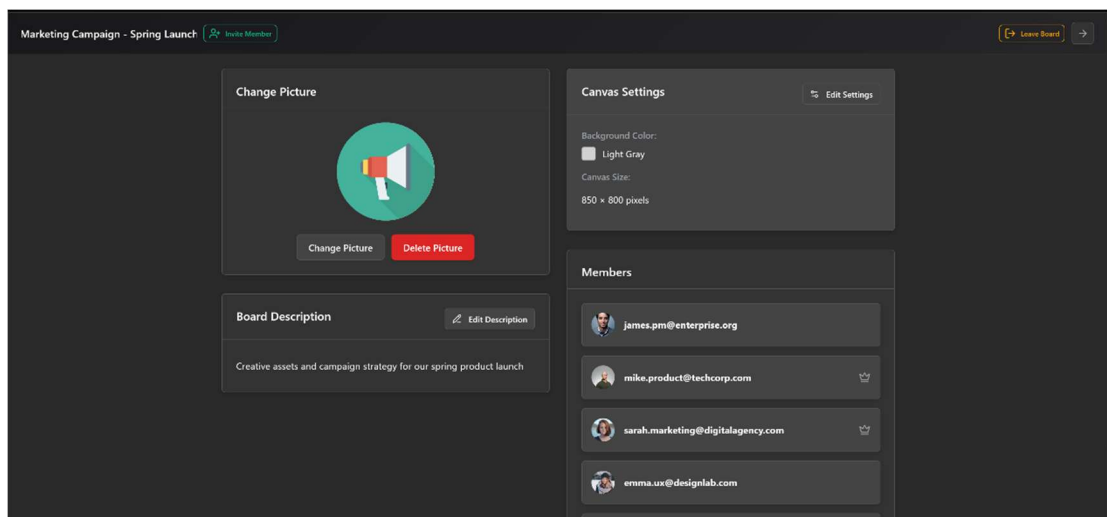 Marketing Campaign - Spring Launch
Invite Member
Leave Board
Change Picture
Change Picture
Delete Picture
Board Description
Edit Description
Creative assets and campaign strategy for our spring product launch
Canvas Settings
Edit Settings
Background Color:
Light Gray
Canvas Size:
850 × 800 pixels
Members
james.pm@enterprise.org
mike.product@techcorp.com
sarah.marketing@digitalagency.com
emma.ux@designlab.com